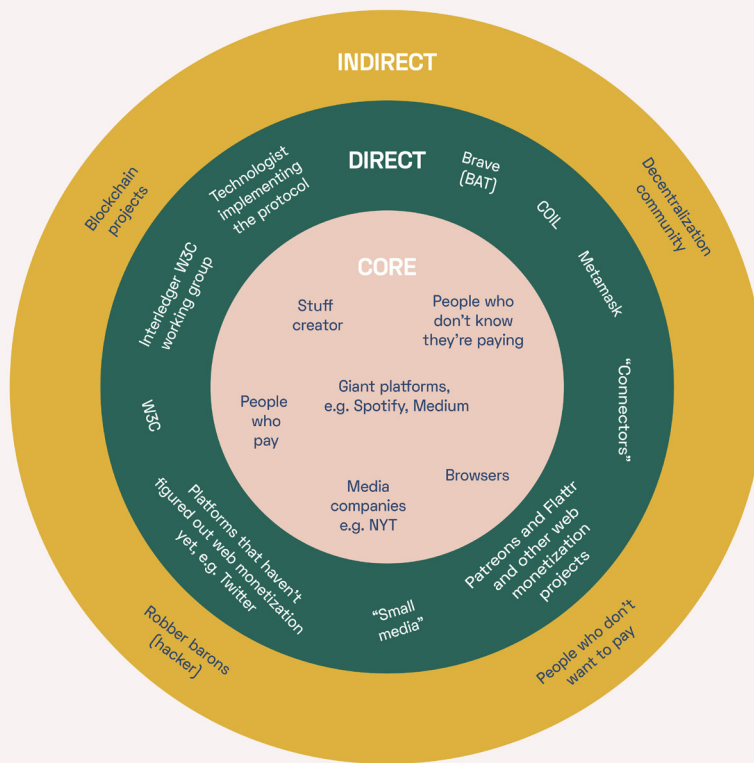 INDIRECT
Blockchain
projects
Decentralization
community
Robber barons
(hacker)
People who don't
want to pay
DIRECT
Technologist
implementing
the protocol
Brave
(BAT)
COIL
Metamask
Interledger W3C
working group
"Connectors"
W3C
Platforms that haven't
figured out web monetization
yet, e.g. Twitter
"Small
media"
Patreons and Flattr
and other web
monetization
projects
CORE
Stuff
creator
People who
don't know
they're paying
Giant platforms,
e.g. Spotify, Medium
People
who
pay
Browsers
Media
companies
e.g. NYT